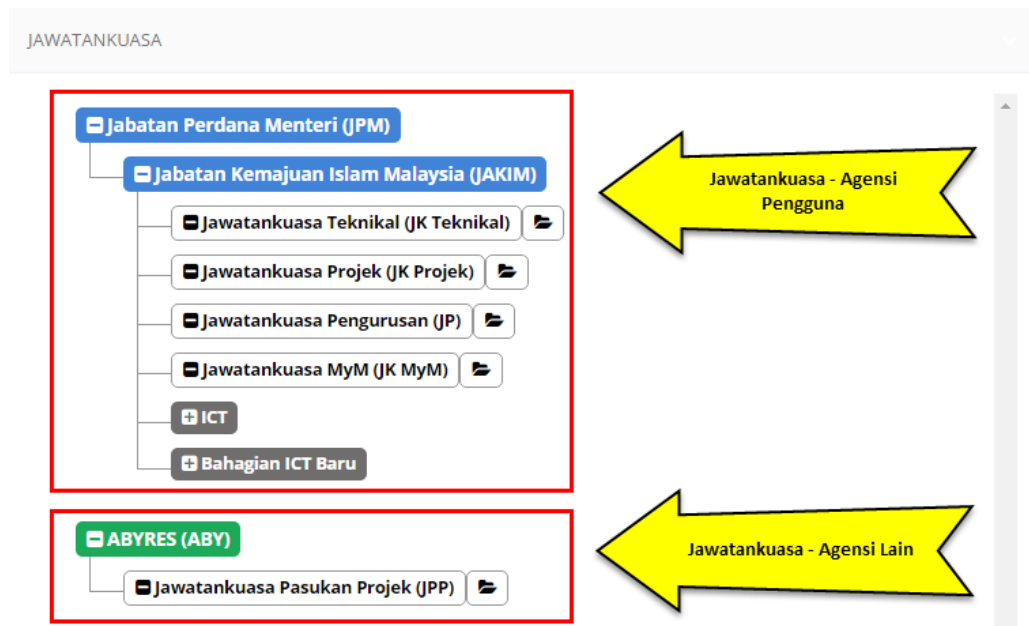 JAWATANKUASA
Jabatan Perdana Menteri (JPM)
Jabatan Kemajuan Islam Malaysia (JAKIM)
Jawatankuasa Teknikal (JK Teknikal)
Jawatankuasa Projek (JK Projek)
Jawatankuasa Pengurusan (JP)
Jawatankuasa MyM (JK MyM)
ICT
Bahagian ICT Baru
Jawatankuasa - Agensi
Pengguna
ABYRES (ABY)
Jawatankuasa Pasukan Projek (JPP)
Jawatankuasa - Agensi Lain